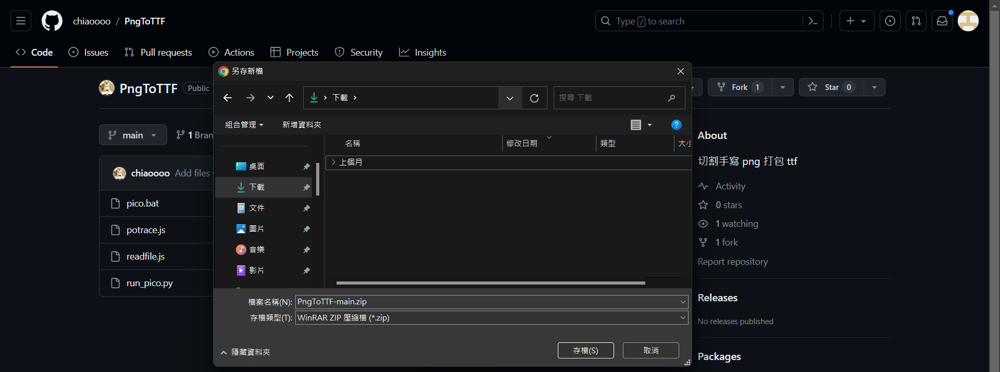 chiaoooo / PngToTTF
Type / to search
Code
Issues
Pull requests
Actions
Projects
Security
Insights
PngToTTF
Public
Fork 1
Star 0
main
1 Bran
chiaoooo Add files
pico.bat
potrace.js
readfile.js
run_pico.py
另存新檔
下載
搜尋 下載
組合管理
新增資料夾
名稱
修改日期
類型
大小
上個月
桌面
下載
文件
圖片
音樂
影片
檔案名稱(N):
PngToTTF-main.zip
存檔類型(T):
WinRAR ZIP 壓縮檔 (*.zip)
隱藏資料夾
存檔(S)
取消
About
切割手寫 png 打包 ttf
Activity
0 stars
1 watching
1 fork
Report repository
Releases
No releases published
Packages